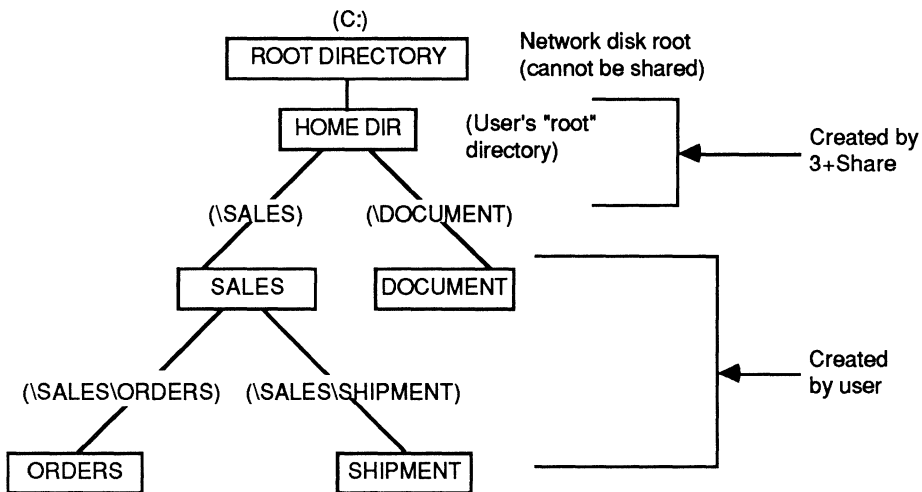 (C:)
ROOT DIRECTORY
Network disk root
(cannot be shared)
HOME DIR
(User's "root"
directory)
Created by
3+Share
(\SALES)
(\DOCUMENT)
SALES
DOCUMENT
Created
by user
(\SALES\ORDERS)
(\SALES\SHIPMENT)
ORDERS
SHIPMENT